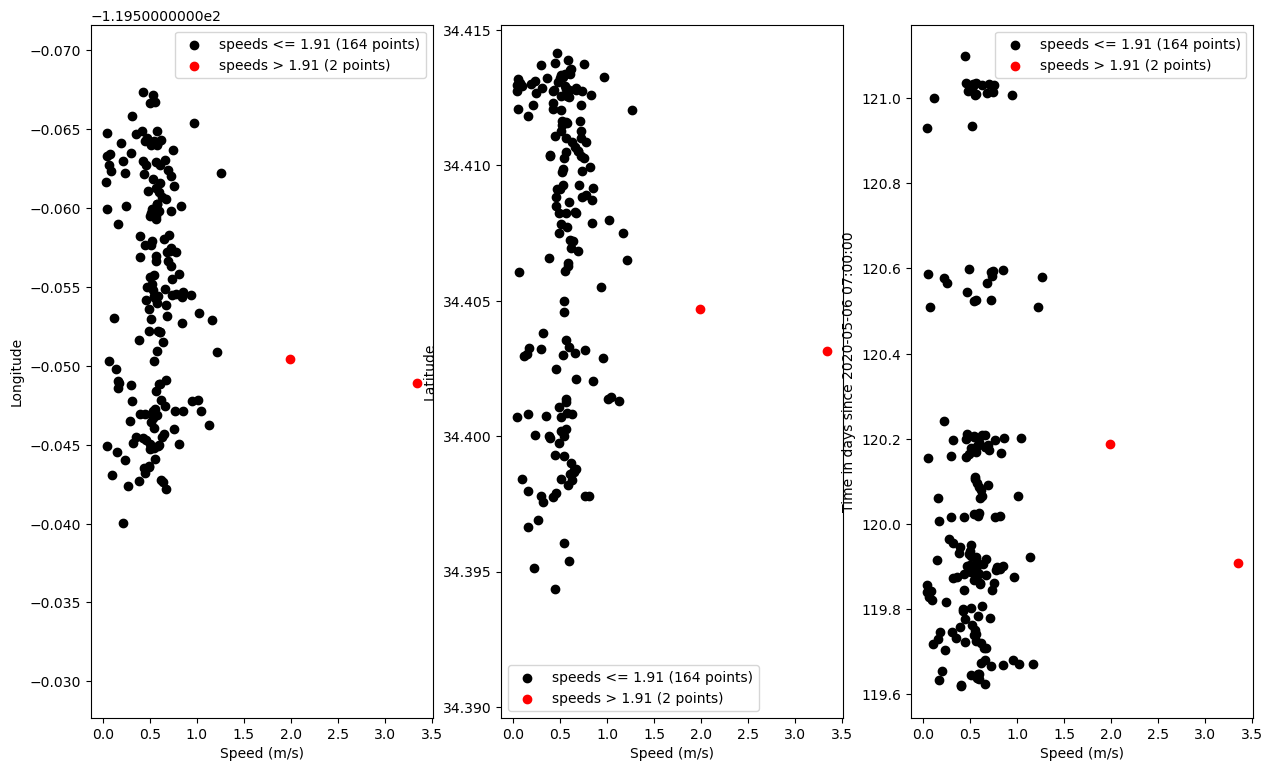 −1.1950000000e2
−0.070
−0.065
−0.060
−0.055
−0.050
−0.045
−0.040
−0.035
−0.030
Longitude
0.0 0.5 1.0 1.5 2.0 2.5 3.0 3.5
Speed (m/s)
speeds <= 1.91 (164 points)
speeds > 1.91 (2 points)
34.415
34.410
34.405
34.400
34.395
34.390
Latitude
0.0 0.5 1.0 1.5 2.0 2.5 3.0 3.5
Speed (m/s)
speeds <= 1.91 (164 points)
speeds > 1.91 (2 points)
121.0
120.8
120.6
120.4
120.2
120.0
119.8
119.6
Time in days since 2020-05-06 07:00:00
0.0 0.5 1.0 1.5 2.0 2.5 3.0 3.5
Speed (m/s)
speeds <= 1.91 (164 points)
speeds > 1.91 (2 points)